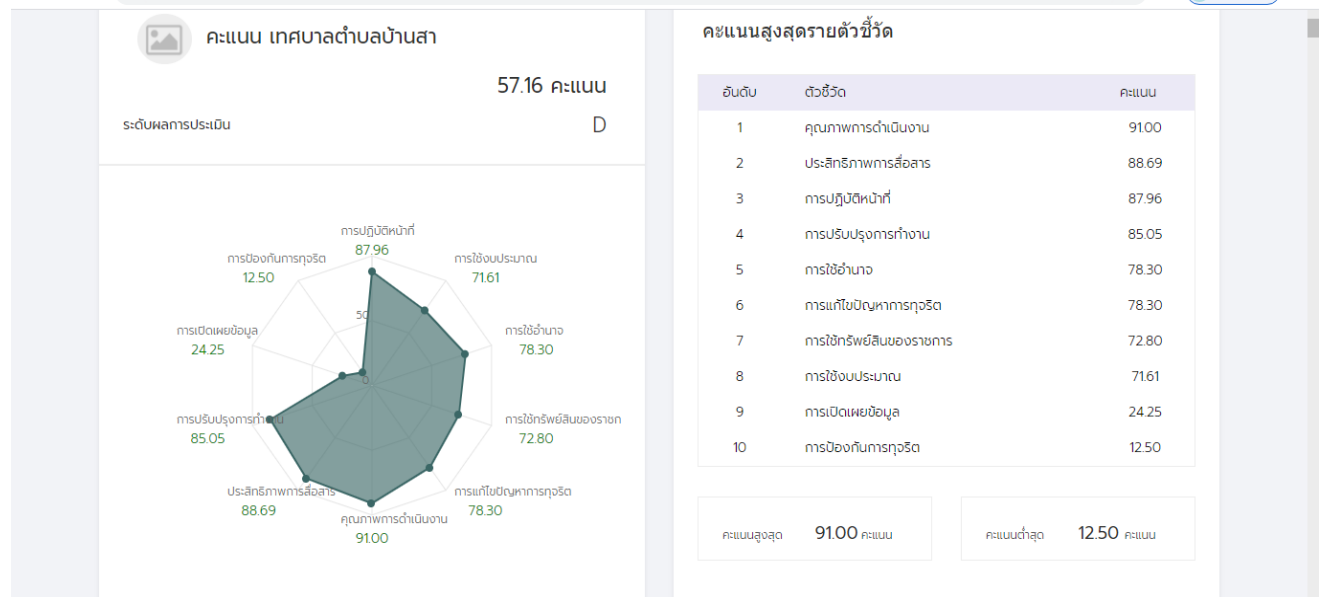 คะแนน เทศบาลตำบลบ้านสา
57.16 คะแนน
ระดับผลการประเมิน D
การปฏิบัติหน้าที่
87.96
การป้องกันการทุจริต
12.50
การใช้งบประมาณ
71.61
50
การเปิดเผยข้อมูล
24.25
การใช้อำนาจ
78.30
0
การปรับปรุงการทำงาน
85.05
การใช้ทรัพย์สินของราชก
72.80
ประสิทธิภาพการสื่อสาร
88.69
การแก้ไขปัญหาการทุจริต
78.30
คุณภาพการดำเนินงาน
91.00
คะแนนสูงสุดรายตัวชี้วัด
อันดับ ตัวชี้วัด คะแนน
1 คุณภาพการดำเนินงาน 91.00
2 ประสิทธิภาพการสื่อสาร 88.69
3 การปฏิบัติหน้าที่ 87.96
4 การปรับปรุงการทำงาน 85.05
5 การใช้อำนาจ 78.30
6 การแก้ไขปัญหาการทุจริต 78.30
7 การใช้ทรัพย์สินของราชการ 72.80
8 การใช้งบประมาณ 71.61
9 การเปิดเผยข้อมูล 24.25
10 การป้องกันการทุจริต 12.50
คะแนนสูงสุด 91.00 คะแนน
คะแนนต่ำสุด 12.50 คะแนน